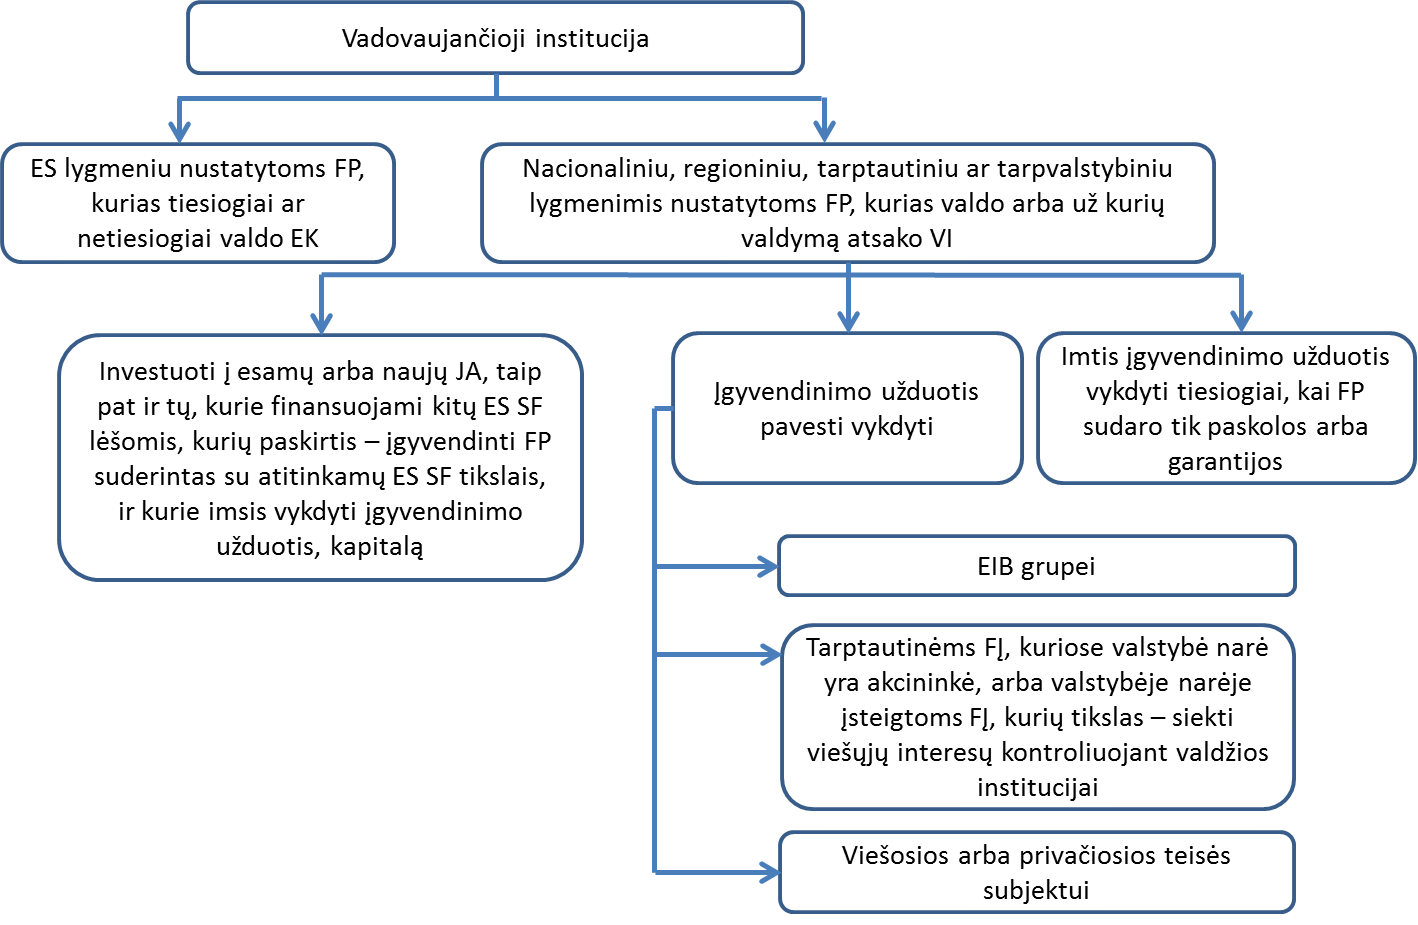 Vadovaujančioji institucija
ES lygmeniu nustatytoms FP,
kurias tiesiogiai ar
netiesiogiai valdo EK
Nacionaliniu, regioniniu, tarptautiniu ar tarpvalstybiniu
lygmenimis nustatytoms FP, kurias valdo arba už kurių
valdymą atsako VI
Investuoti į esamų arba naujų JA, taip
pat ir tų, kurie finansuojami kitų ES SF
lėšomis, kurių paskirtis – įgyvendinti FP
suderintas su atitinkamų ES SF tikslais,
ir kurie imsis vykdyti įgyvendinimo
užduotis, kapitalą
Įgyvendinimo užduotis
pavesti vykdyti
Imtis įgyvendinimo užduotis
vykdyti tiesiogiai, kai FP
sudaro tik paskolos arba
garantijos
EIB grupei
Tarptautinėms FĮ, kuriose valstybė narė
yra akcininkė, arba valstybėje narėje
įsteigtoms FĮ, kurių tikslas – siekti
viešųjų interesų kontroliuojant valdžios
institucijai
Viešosios arba privačiosios teisės
subjektui